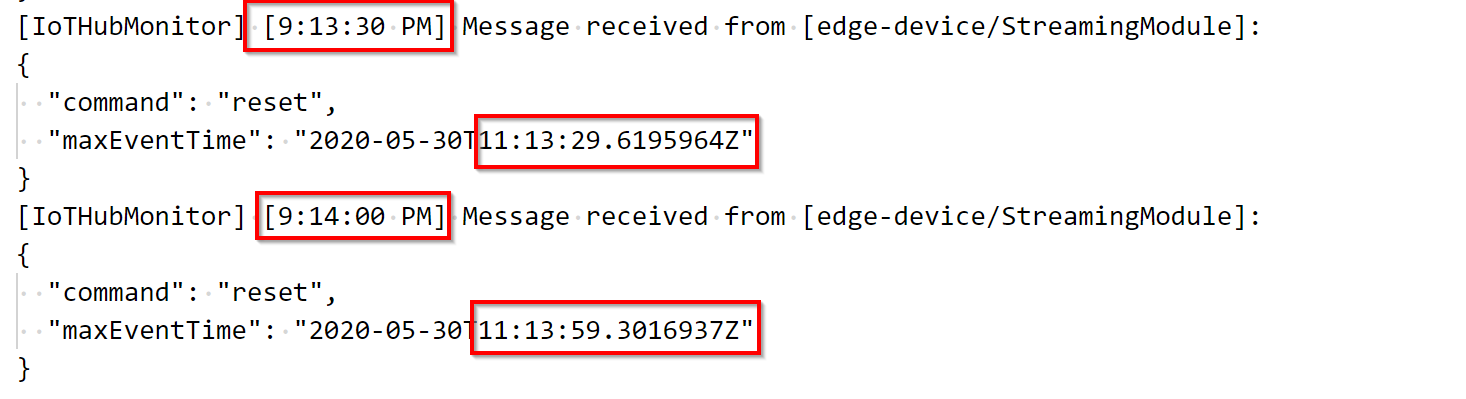 [IoTHubMonitor] [9:13:30 PM] Message received from [edge-device/StreamingModule]:
{
  "command": "reset",
  "maxEventTime": "2020-05-30T11:13:29.6195964Z"
}
[IoTHubMonitor] [9:14:00 PM] Message received from [edge-device/StreamingModule]:
{
  "command": "reset",
  "maxEventTime": "2020-05-30T11:13:59.3016937Z"
}